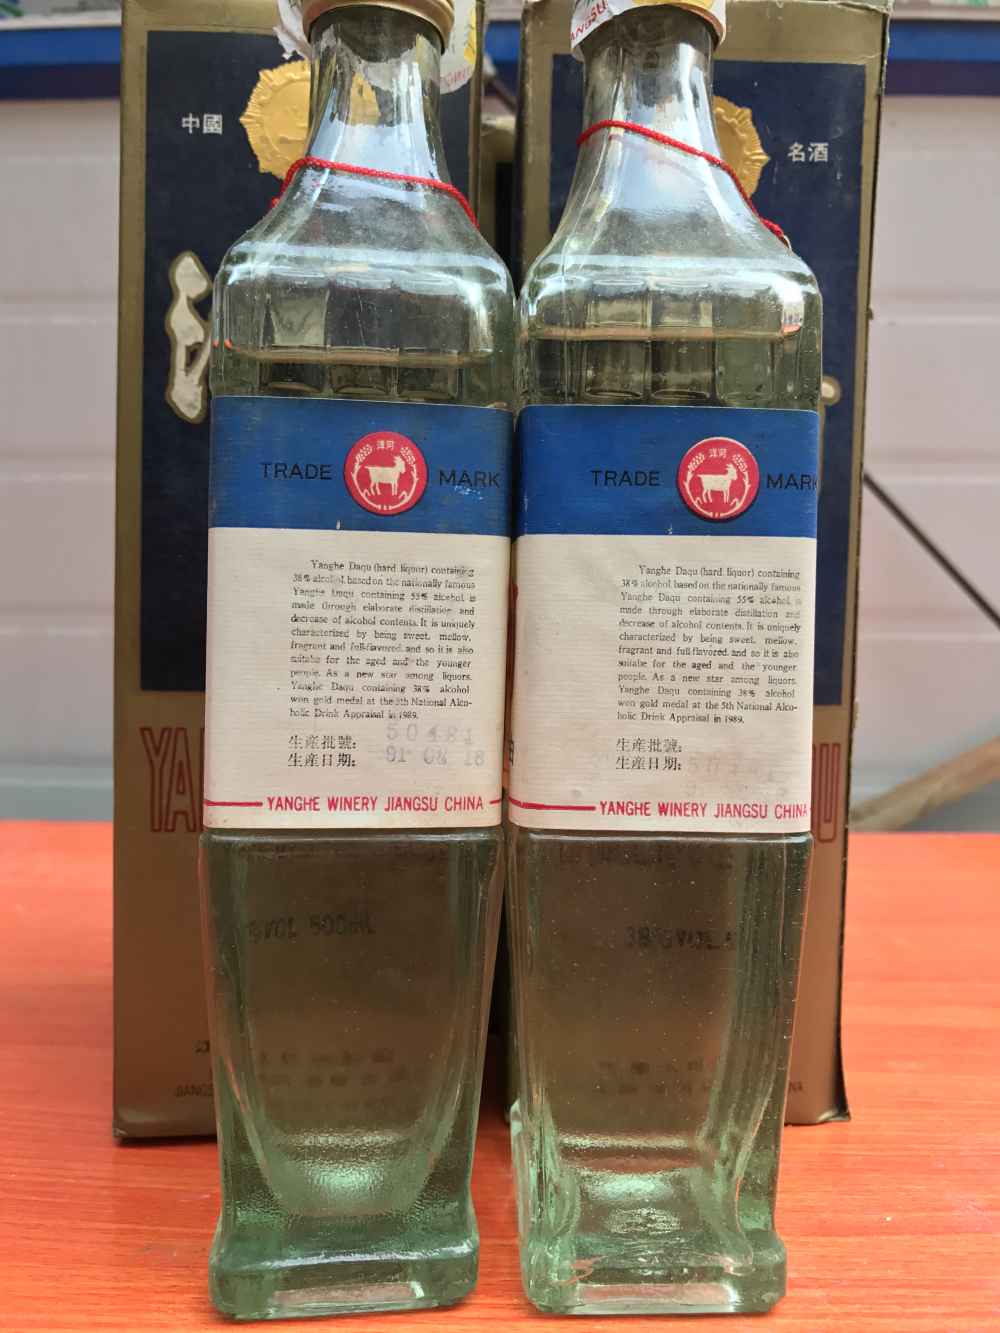 中國
名酒
TRADE MARK
Yanghe Daqu (hard liquor) containing
38% alcohol, based on the nationally famous
Yanghe Daqu containing 55% alcohol, is
made through elaborate distillation and
decrease of alcohol contents. It is uniquely
characterized by being sweet, mellow,
fragrant and full-flavored, and so it is also
suitabe for the aged and the younger
people. As a new star among liquors,
Yanghe Daqu containing 38% alcohol
won gold medal at the 5th National Alco-
holic Drink Appraisal in 1989.
生産批號:
生産日期: 91 18
YANGHE WINERY JIANGSU CHINA
TRADE MARK
洋河
Yanghe Daqu (hard liquor) containing
38% alcohol, based on the nationally famous
Yanghe Daqu containing 55% alcohol, is
made through elaborate distillation and
decrease of alcohol contents. It is uniquely
characterized by being sweet, mellow,
fragrant and full-flavored, and so it is also
suitabe for the aged and the younger
people. As a new star among liquors,
Yanghe Daqu containing 38% alcohol
won gold medal at the 5th National Alco-
holic Drink Appraisal in 1989.
生産批號:
生産日期:
YANGHE WINERY JIANGSU CHINA
YA
U